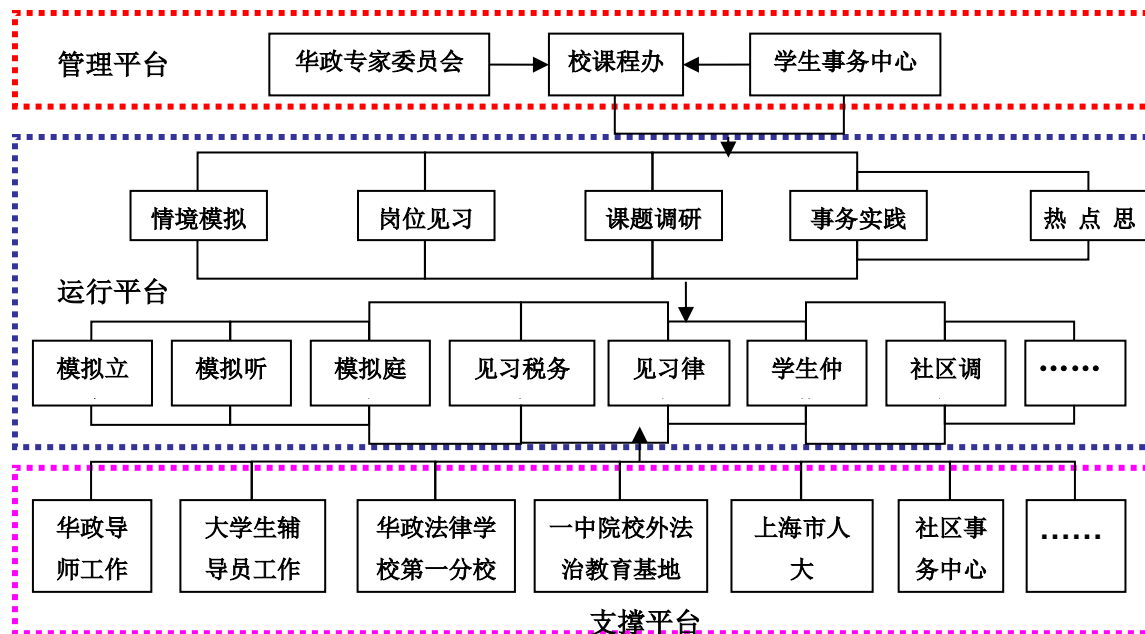 管理平台
华政专家委员会
校课程办
学生事务中心
情境模拟
岗位见习
课题调研
事务实践
热 点 思
运行平台
模拟立
模拟听
模拟庭
见习税务
见习律
学生仲
社区调
……
华政导
师工作
大学生辅
导员工作
华政法律学
校第一分校
一中院校外法
治教育基地
上海市人
大
社区事
务中心
……
支撑平台